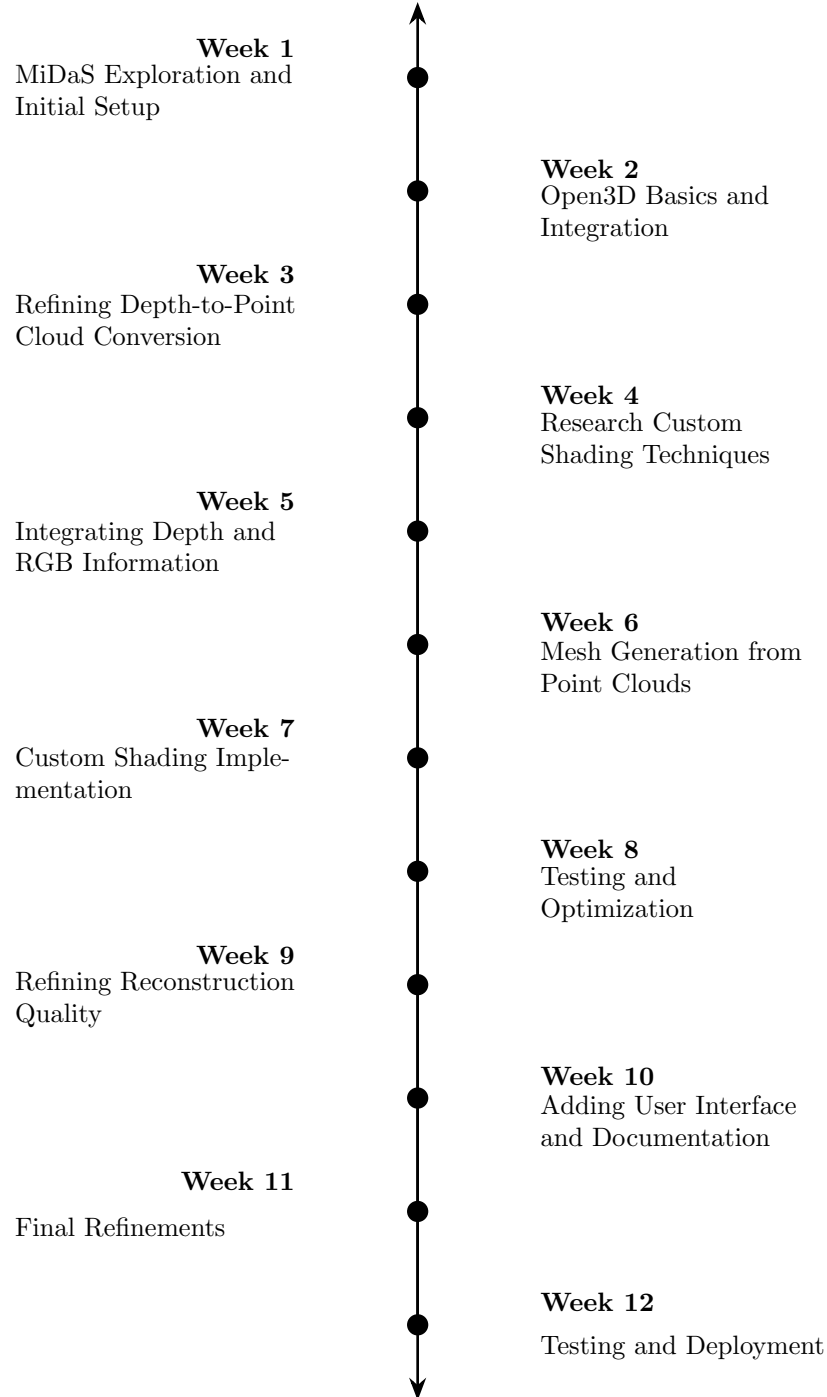 Week 1
MiDaS Exploration and
Initial Setup
Week 2
Open3D Basics and
Integration
Week 3
Refining Depth-to-Point
Cloud Conversion
Week 4
Research Custom
Shading Techniques
Week 5
Integrating Depth and
RGB Information
Week 6
Mesh Generation from
Point Clouds
Week 7
Custom Shading Imple-
mentation
Week 8
Testing and
Optimization
Week 9
Refining Reconstruction
Quality
Week 10
Adding User Interface
and Documentation
Week 11
Final Refinements
Week 12
Testing and Deployment